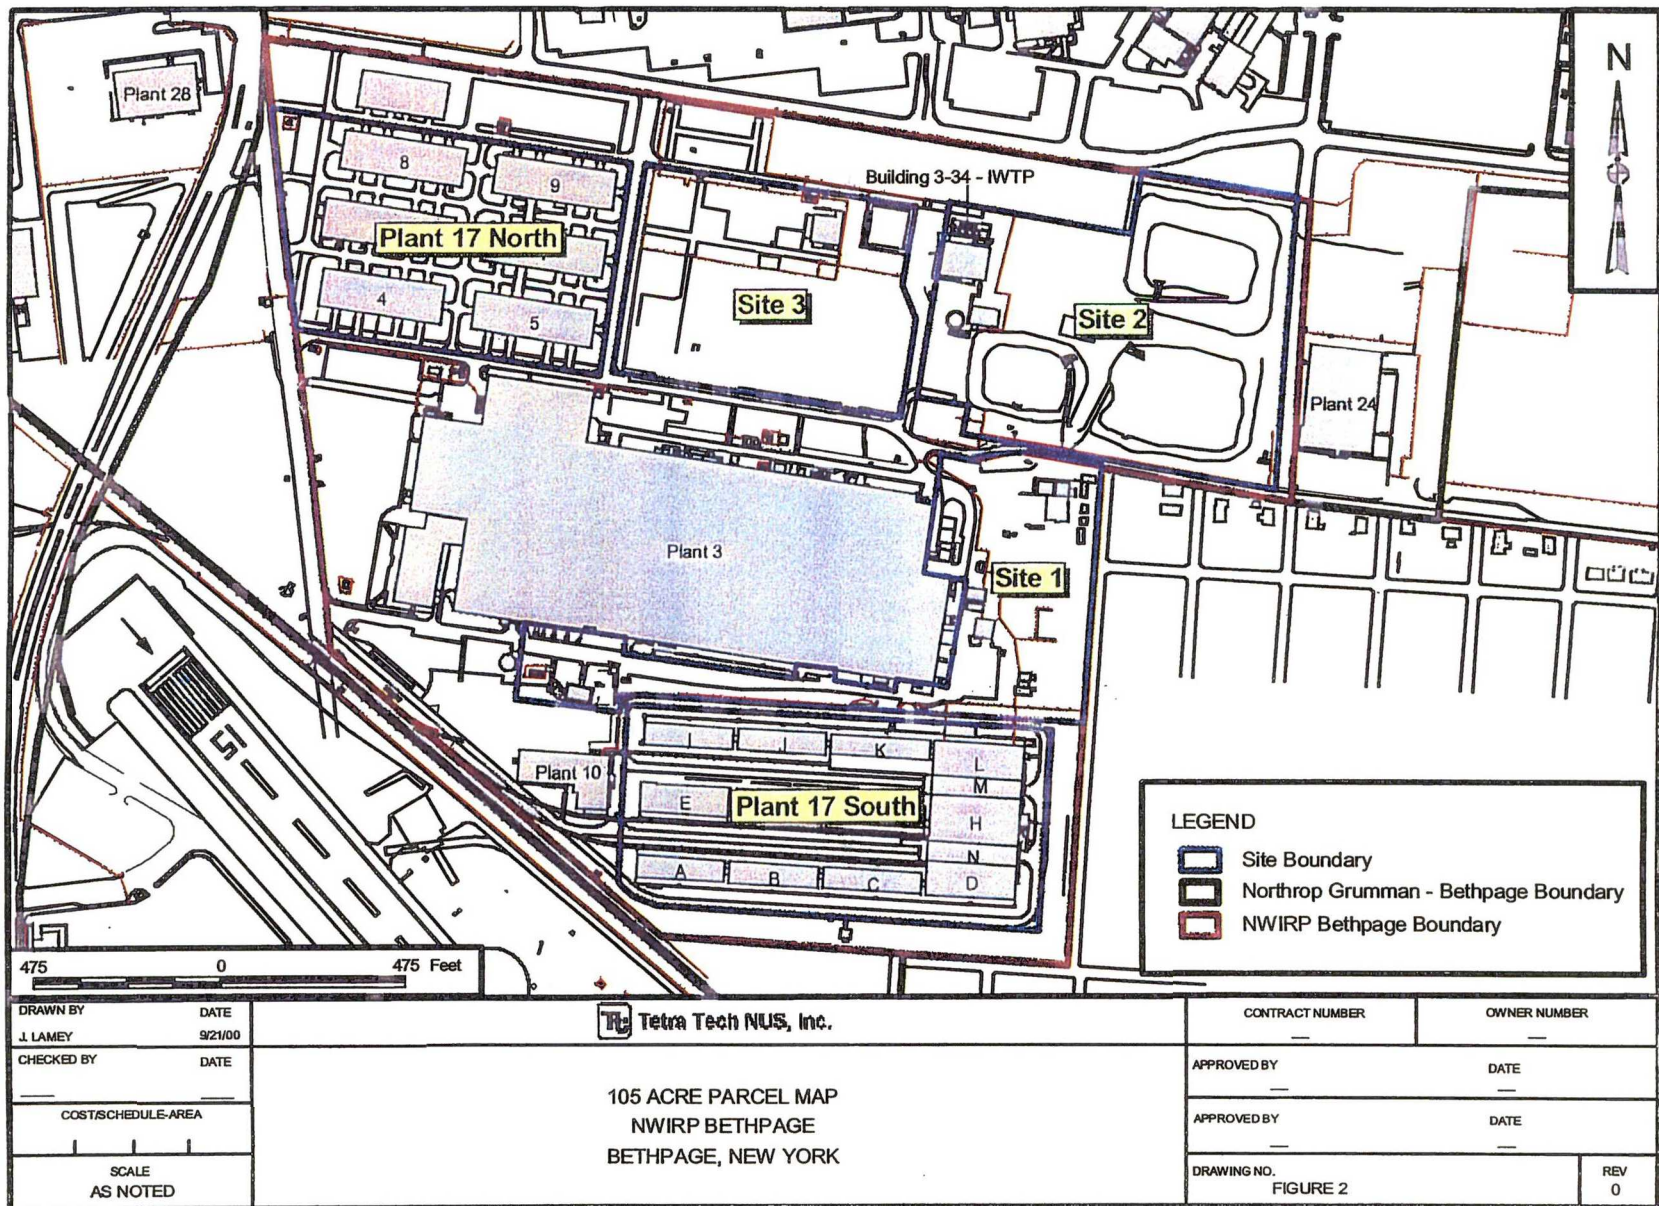 N
Plant 28
8
9
Building 3-34 - IWTP
Plant 17 North
Site 3
Site 2
4
5
Plant 24
Plant 3
Site 1
I
J
K
L
Plant 10
M
E
Plant 17 South
H
N
A
B
C
D
LEGEND
Site Boundary
Northrop Grumman - Bethpage Boundary
NWIRP Bethpage Boundary
475 0 475 Feet
DRAWN BY DATE
J. LAMEY 9/21/00
CHECKED BY DATE
COST/SCHEDULE-AREA
SCALE
AS NOTED
Tetra Tech NUS, Inc.
105 ACRE PARCEL MAP
NWIRP BETHPAGE
BETHPAGE, NEW YORK
CONTRACT NUMBER OWNER NUMBER
APPROVED BY DATE
APPROVED BY DATE
DRAWING NO. REV
FIGURE 2 0